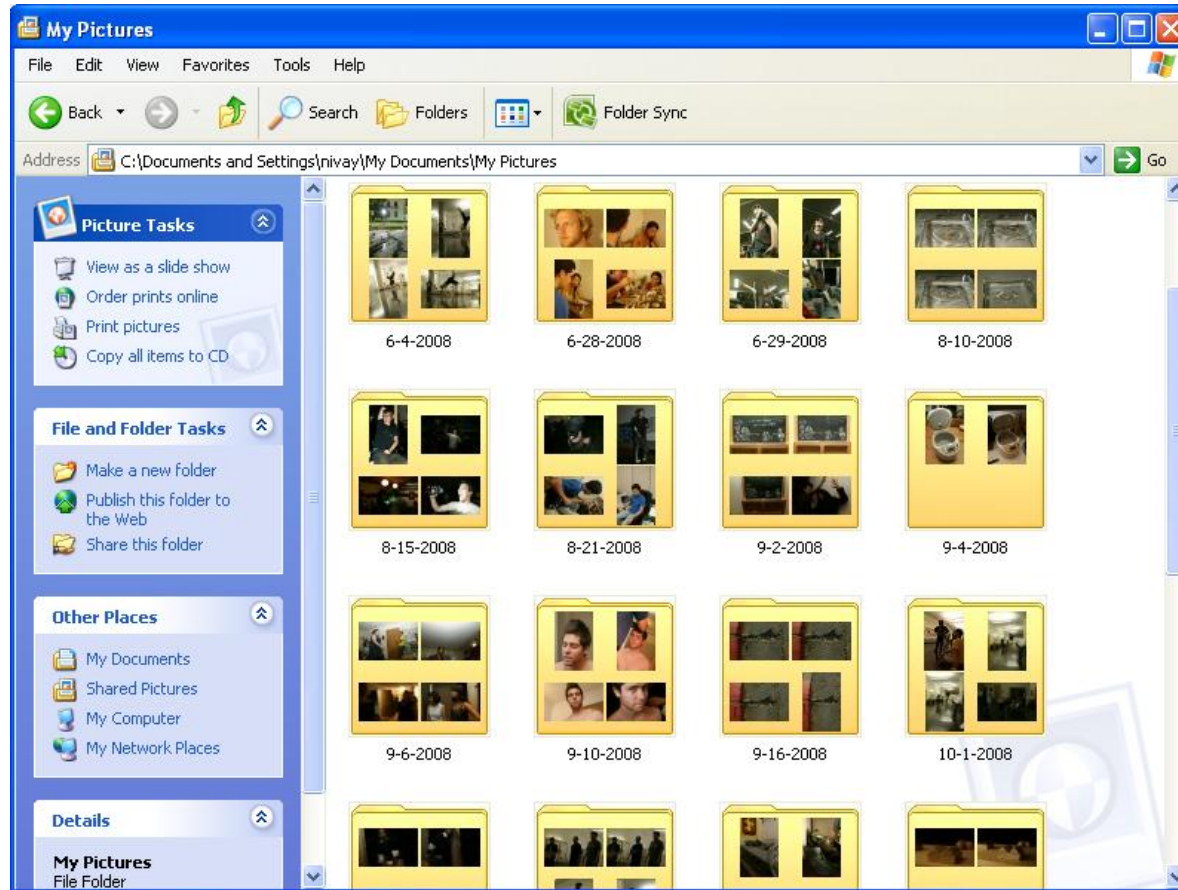 My Pictures
File Edit View Favorites Tools Help
Back Search Folders Folder Sync
Address C:\Documents and Settings\nivay\My Documents\My Pictures Go
Picture Tasks
View as a slide show
Order prints online
Print pictures
Copy all items to CD
File and Folder Tasks
Make a new folder
Publish this folder to
the Web
Share this folder
Other Places
My Documents
Shared Pictures
My Computer
My Network Places
Details
My Pictures
File Folder
6-4-2008 6-28-2008 6-29-2008 8-10-2008
8-15-2008 8-21-2008 9-2-2008 9-4-2008
9-6-2008 9-10-2008 9-16-2008 10-1-2008